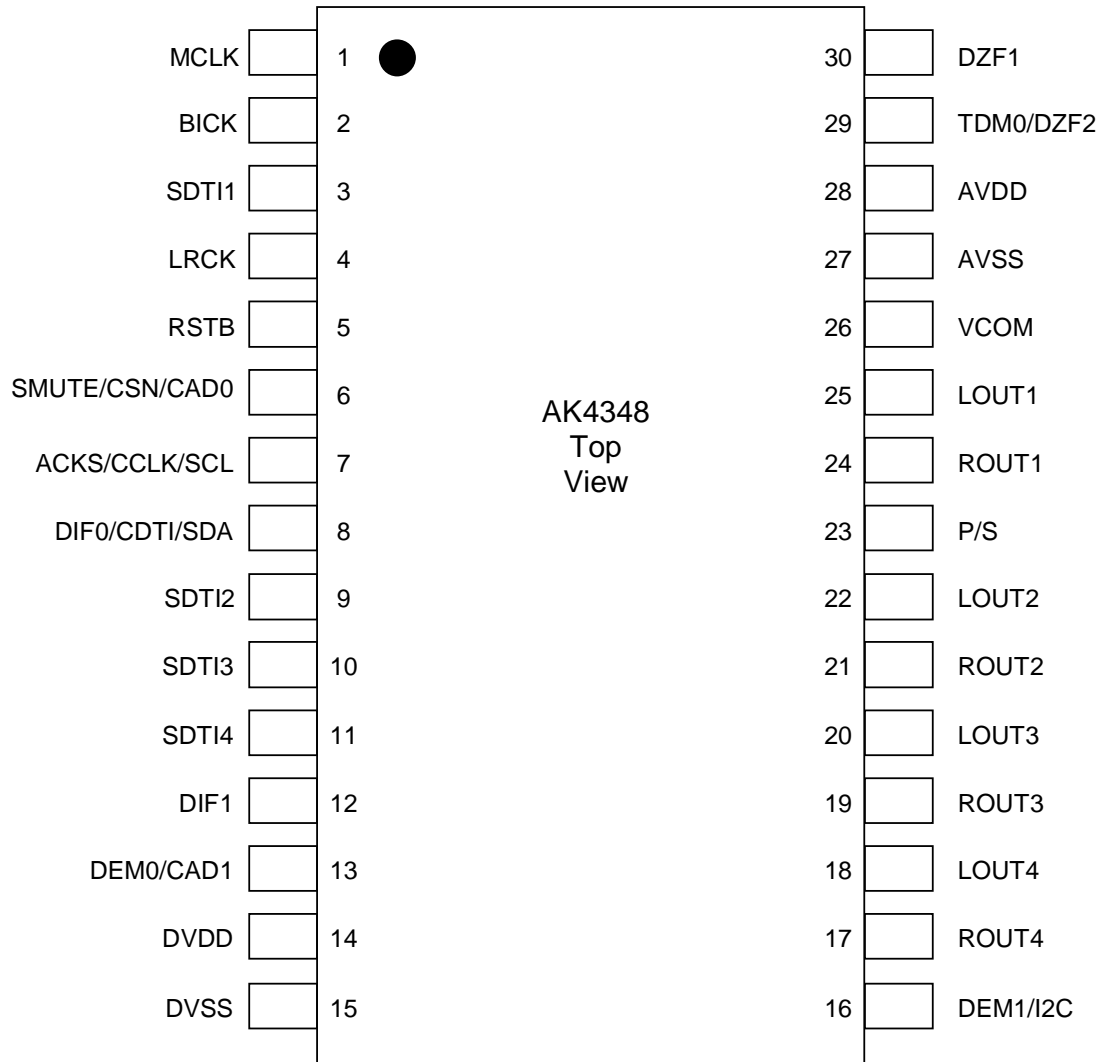 MCLK 1 30 DZF1
BICK 2 29 TDM0/DZF2
SDTI1 3 28 AVDD
LRCK 4 27 AVSS
RSTB 5 26 VCOM
SMUTE/CSN/CAD0 6 25 LOUT1
AK4348
Top
View
ACKS/CCLK/SCL 7 24 ROUT1
DIF0/CDTI/SDA 8 23 P/S
SDTI2 9 22 LOUT2
SDTI3 10 21 ROUT2
SDTI4 11 20 LOUT3
DIF1 12 19 ROUT3
DEM0/CAD1 13 18 LOUT4
DVDD 14 17 ROUT4
DVSS 15 16 DEM1/I2C